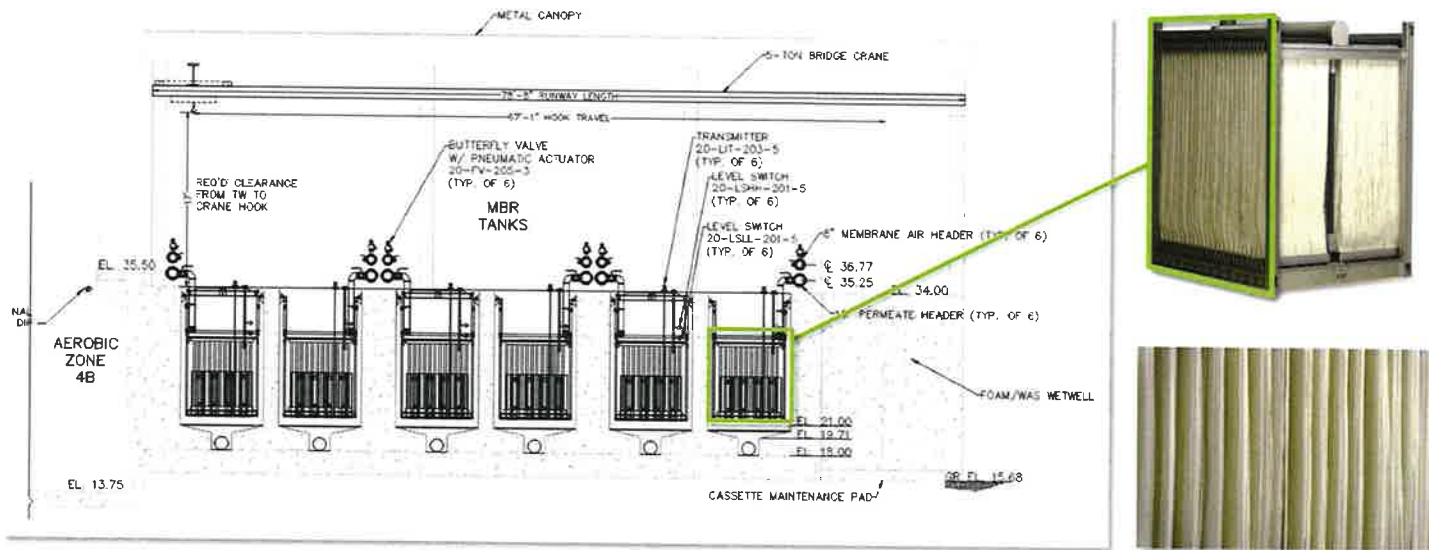 METAL CANOPY
5-TON BRIDGE CRANE
RUNWAY LENGTH
67'-1" HOOK TRAVEL
BUTTERFLY VALVE
W/ PNEUMATIC ACTUATOR
20-FV-205-3
(TYP. OF 6)
TRANSMITTER
20-LIT-203-5
(TYP. OF 6)
LEVEL SWITCH
20-LSHH-201-5
(TYP. OF 6)
LEVEL SWITCH
20-LSLL-201-5
(TYP. OF 6)
REQ'D CLEARANCE
FROM TW TO
CRANE HOOK
MBR
TANKS
8" MEMBRANE AIR HEADER (TYP. OF 6)
EL. 35.50
℄ 36.77
℄ 35.25
EL. 34.00
PERMEATE HEADER (TYP. OF 6)
AEROBIC
ZONE
4B
FOAM/WAS WETWELL
EL. 21.00
EL. 19.71
EL. 18.00
EL. 13.75
GR EL. 15.68
CASSETTE MAINTENANCE PAD